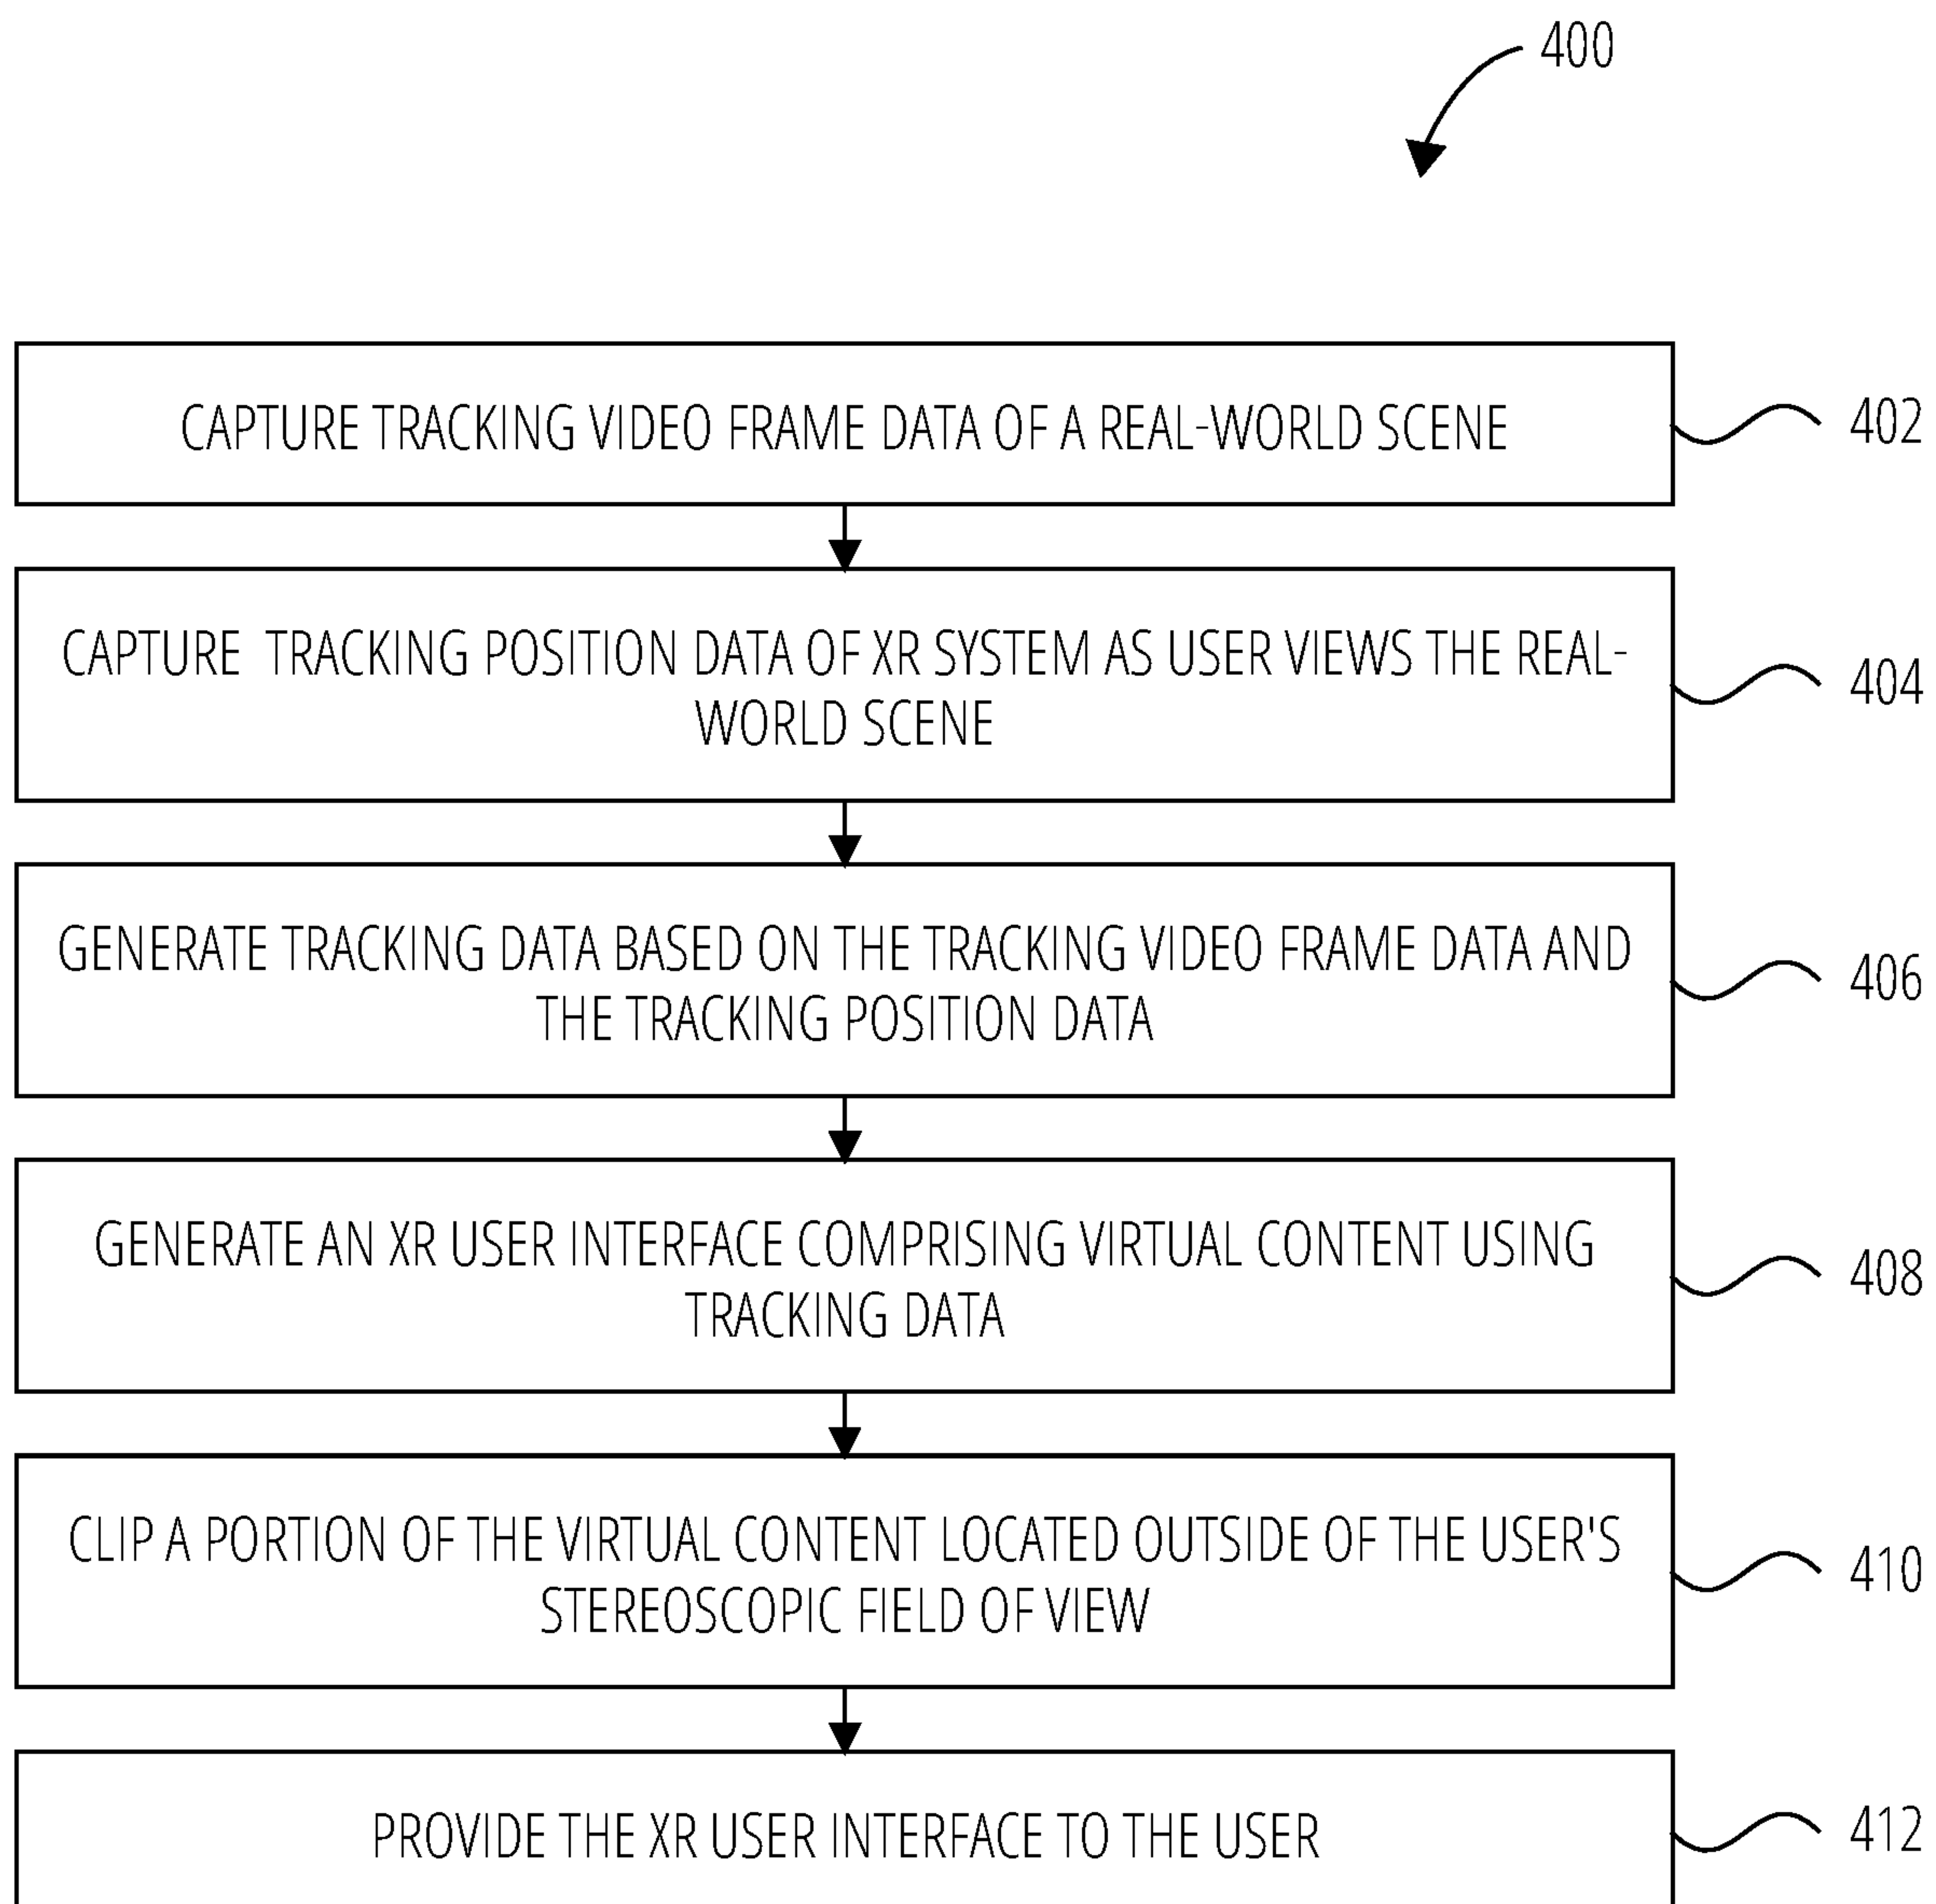 400
CAPTURE TRACKING VIDEO FRAME DATA OF A REAL-WORLD SCENE
402
CAPTURE TRACKING POSITION DATA OF XR SYSTEM AS USER VIEWS THE REAL-
WORLD SCENE
404
GENERATE TRACKING DATA BASED ON THE TRACKING VIDEO FRAME DATA AND
THE TRACKING POSITION DATA
406
GENERATE AN XR USER INTERFACE COMPRISING VIRTUAL CONTENT USING
TRACKING DATA
408
CLIP A PORTION OF THE VIRTUAL CONTENT LOCATED OUTSIDE OF THE USER'S
STEREOSCOPIC FIELD OF VIEW
410
PROVIDE THE XR USER INTERFACE TO THE USER
412